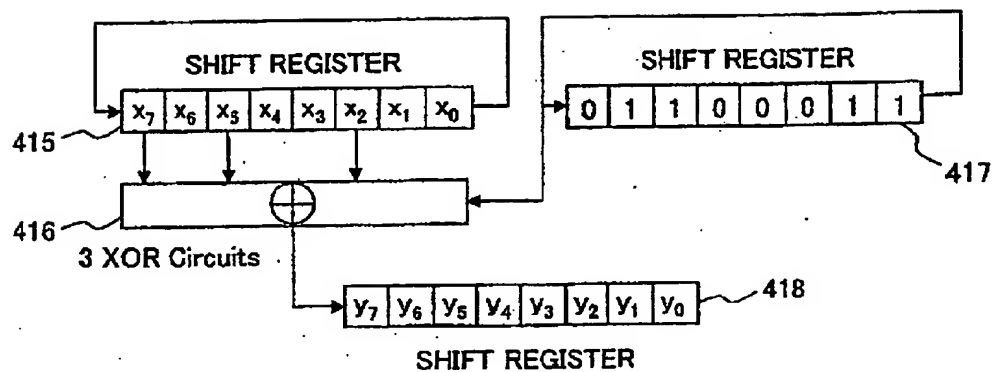 SHIFT REGISTER
SHIFT REGISTER
x7 x6 x5 x4 x3 x2 x1 x0
0 1 1 0 0 0 1 1
415
417
416
3 XOR Circuits
y7 y6 y5 y4 y3 y2 y1 y0
418
SHIFT REGISTER